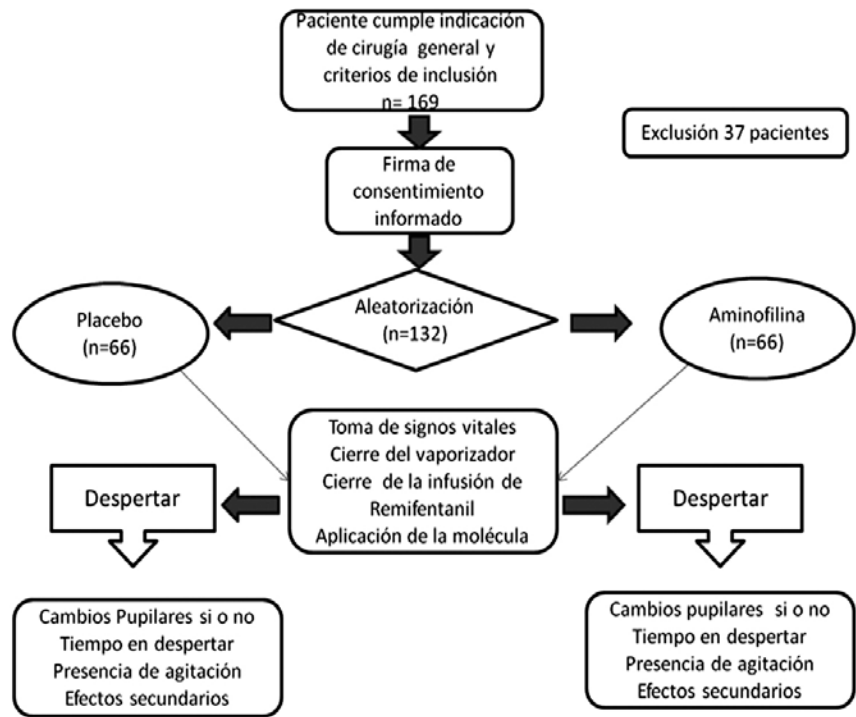 Paciente cumple indicación
de cirugía general y
criterios de inclusión
n= 169
Exclusión 37 pacientes
Firma de
consentimiento
informado
Aleatorización
(n=132)
Placebo
(n=66)
Aminofilina
(n=66)
Toma de signos vitales
Cierre del vaporizador
Cierre de la infusión de
Remifentanil
Aplicación de la molécula
Despertar
Despertar
Cambios Pupilares si o no
Tiempo en despertar
Presencia de agitación
Efectos secundarios
Cambios pupilares si o no
Tiempo en despertar
Presencia de agitación
Efectos secundarios